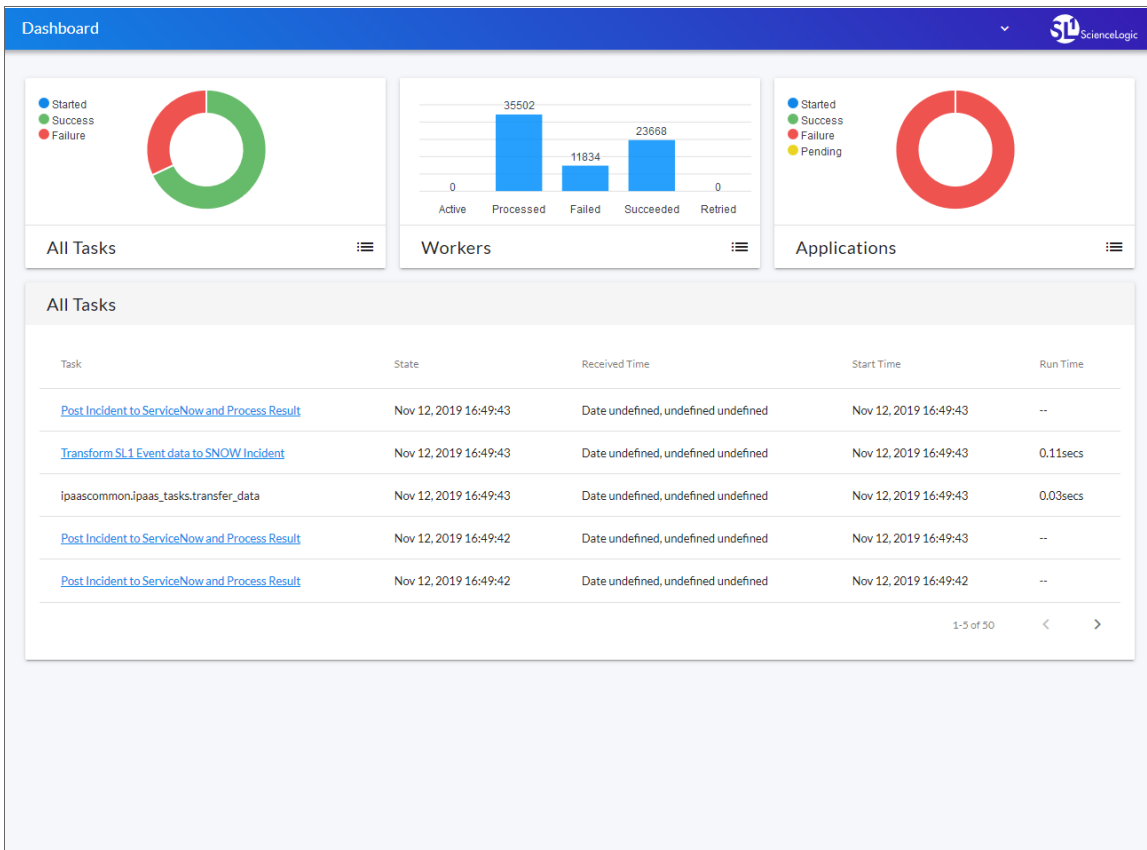 Dashboard
SL1 ScienceLogic
Started
Success
Failure
All Tasks
35502
23668
11834
0
0
Active Processed Failed Succeeded Retried
Workers
Started
Success
Failure
Pending
Applications
All Tasks
Task State Received Time Start Time Run Time
Post Incident to ServiceNow and Process Result Nov 12, 2019 16:49:43 Date undefined, undefined undefined Nov 12, 2019 16:49:43 --
Transform SL1 Event data to SNOW Incident Nov 12, 2019 16:49:43 Date undefined, undefined undefined Nov 12, 2019 16:49:43 0.11secs
ipaascommon.ipaas_tasks.transfer_data Nov 12, 2019 16:49:43 Date undefined, undefined undefined Nov 12, 2019 16:49:43 0.03secs
Post Incident to ServiceNow and Process Result Nov 12, 2019 16:49:42 Date undefined, undefined undefined Nov 12, 2019 16:49:43 --
Post Incident to ServiceNow and Process Result Nov 12, 2019 16:49:42 Date undefined, undefined undefined Nov 12, 2019 16:49:42 --
1-5 of 50